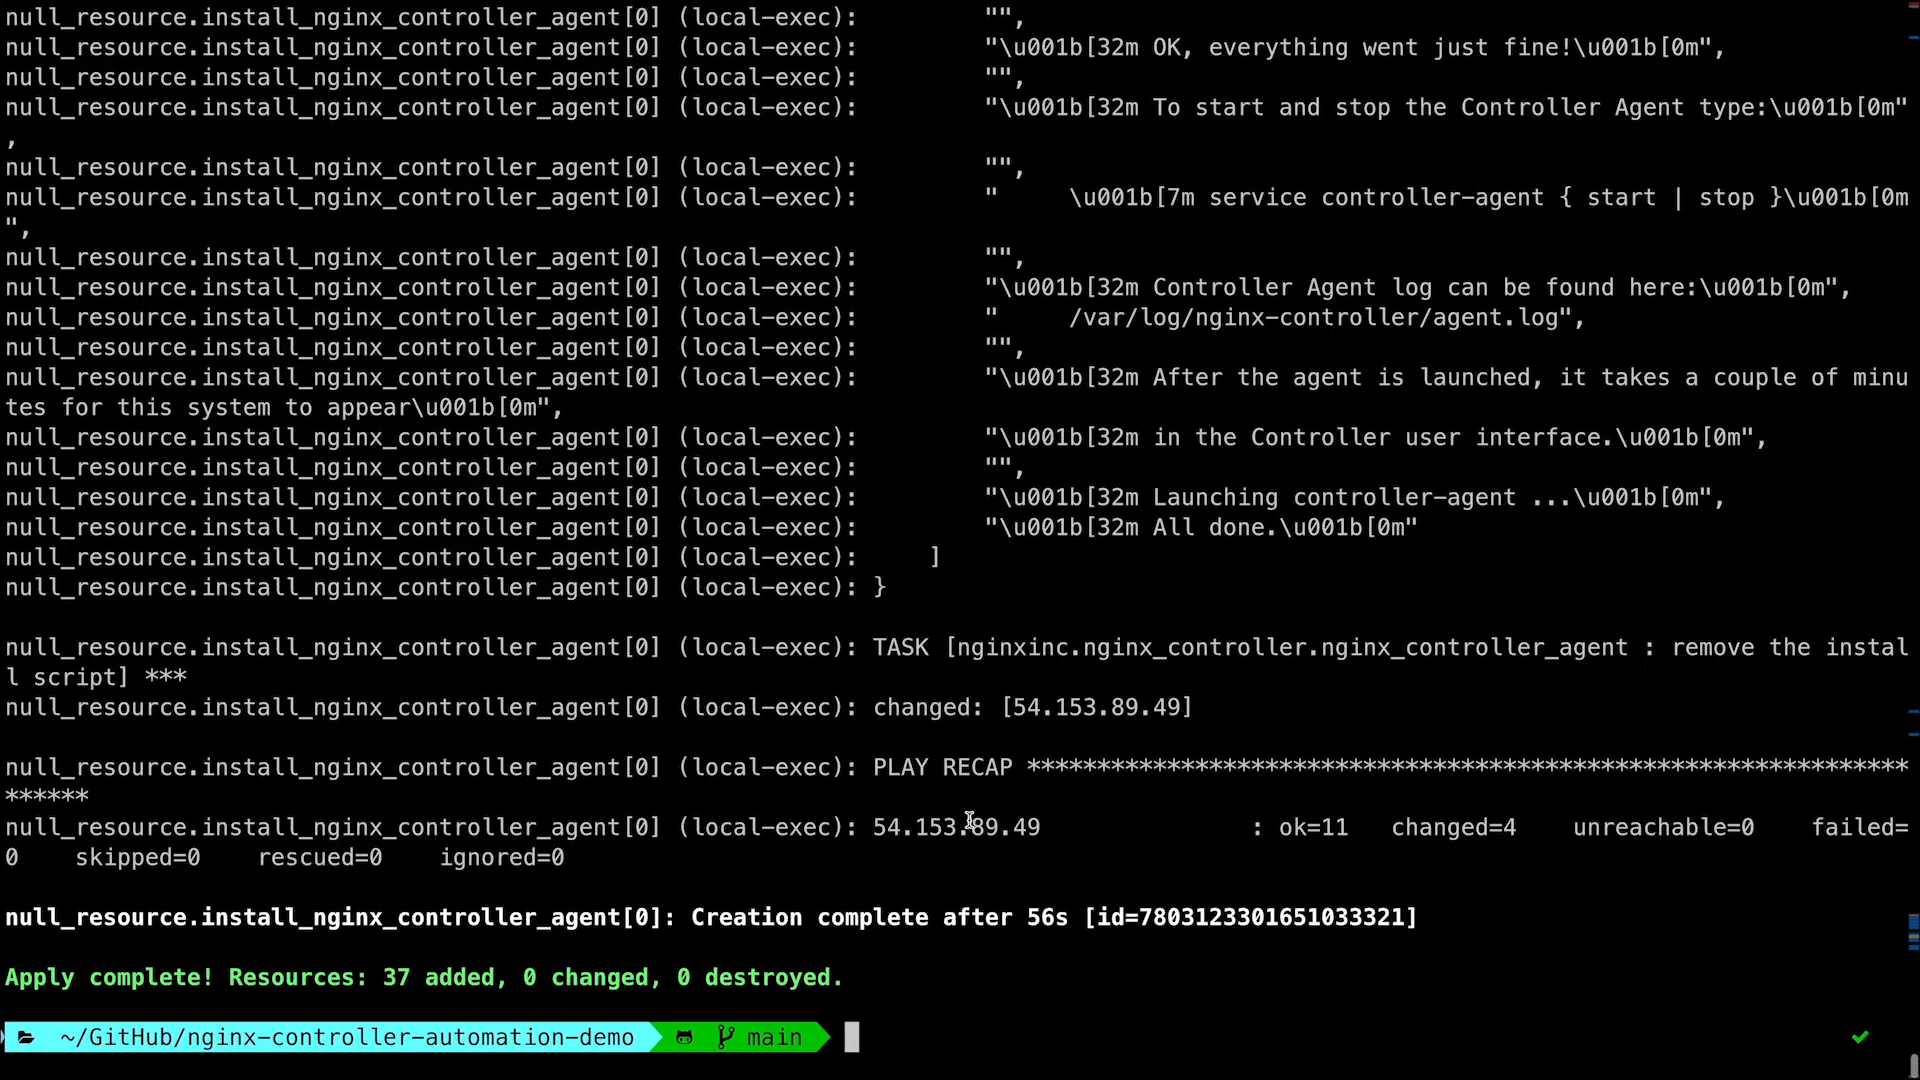 null_resource.install_nginx_controller_agent[0] (local-exec):         "",
null_resource.install_nginx_controller_agent[0] (local-exec):         "\u001b[32m OK, everything went just fine!\u001b[0m",
null_resource.install_nginx_controller_agent[0] (local-exec):         "",
null_resource.install_nginx_controller_agent[0] (local-exec):         "\u001b[32m To start and stop the Controller Agent type:\u001b[0m"
,
null_resource.install_nginx_controller_agent[0] (local-exec):         "",
null_resource.install_nginx_controller_agent[0] (local-exec):         "     \u001b[7m service controller-agent { start | stop }\u001b[0m
",
null_resource.install_nginx_controller_agent[0] (local-exec):         "",
null_resource.install_nginx_controller_agent[0] (local-exec):         "\u001b[32m Controller Agent log can be found here:\u001b[0m",
null_resource.install_nginx_controller_agent[0] (local-exec):         "     /var/log/nginx-controller/agent.log",
null_resource.install_nginx_controller_agent[0] (local-exec):         "",
null_resource.install_nginx_controller_agent[0] (local-exec):         "\u001b[32m After the agent is launched, it takes a couple of minu
tes for this system to appear\u001b[0m",
null_resource.install_nginx_controller_agent[0] (local-exec):         "\u001b[32m in the Controller user interface.\u001b[0m",
null_resource.install_nginx_controller_agent[0] (local-exec):         "",
null_resource.install_nginx_controller_agent[0] (local-exec):         "\u001b[32m Launching controller-agent ...\u001b[0m",
null_resource.install_nginx_controller_agent[0] (local-exec):         "\u001b[32m All done.\u001b[0m"
null_resource.install_nginx_controller_agent[0] (local-exec):     ]
null_resource.install_nginx_controller_agent[0] (local-exec): }
null_resource.install_nginx_controller_agent[0] (local-exec): TASK [nginxinc.nginx_controller.nginx_controller_agent : remove the instal
l script] ***
null_resource.install_nginx_controller_agent[0] (local-exec): changed: [54.153.89.49]
null_resource.install_nginx_controller_agent[0] (local-exec): PLAY RECAP ***************************************************************
******
null_resource.install_nginx_controller_agent[0] (local-exec): 54.153.89.49               : ok=11   changed=4    unreachable=0    failed=
0    skipped=0    rescued=0    ignored=0
null_resource.install_nginx_controller_agent[0]: Creation complete after 56s [id=7803123301651033321]
Apply complete! Resources: 37 added, 0 changed, 0 destroyed.
~/GitHub/nginx-controller-automation-demo main